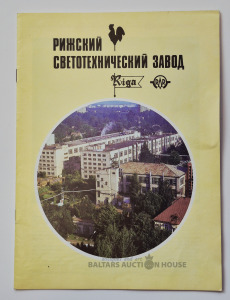 РИЖСКИЙ
СВЕТОТЕХНИЧЕСКИЙ ЗАВОД
Riga
BALTARS AUCTION HOUSE